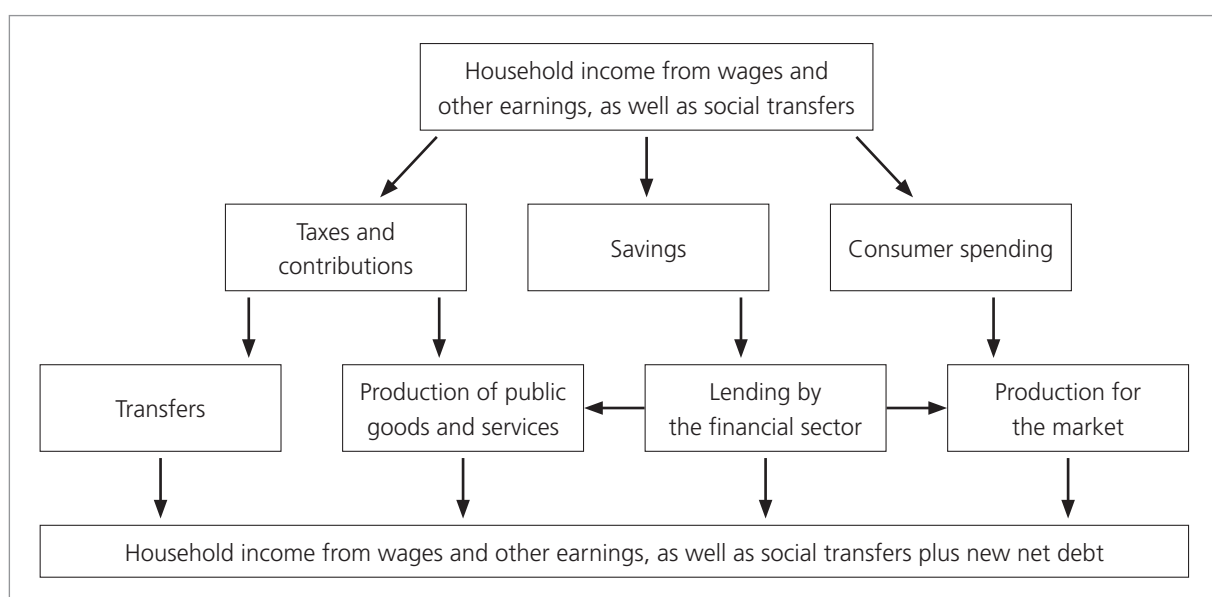 Household income from wages and
other earnings, as well as social transfers
Taxes and
contributions
Savings
Consumer spending
Transfers
Production of public
goods and services
Lending by
the financial sector
Production for
the market
Household income from wages and other earnings, as well as social transfers plus new net debt